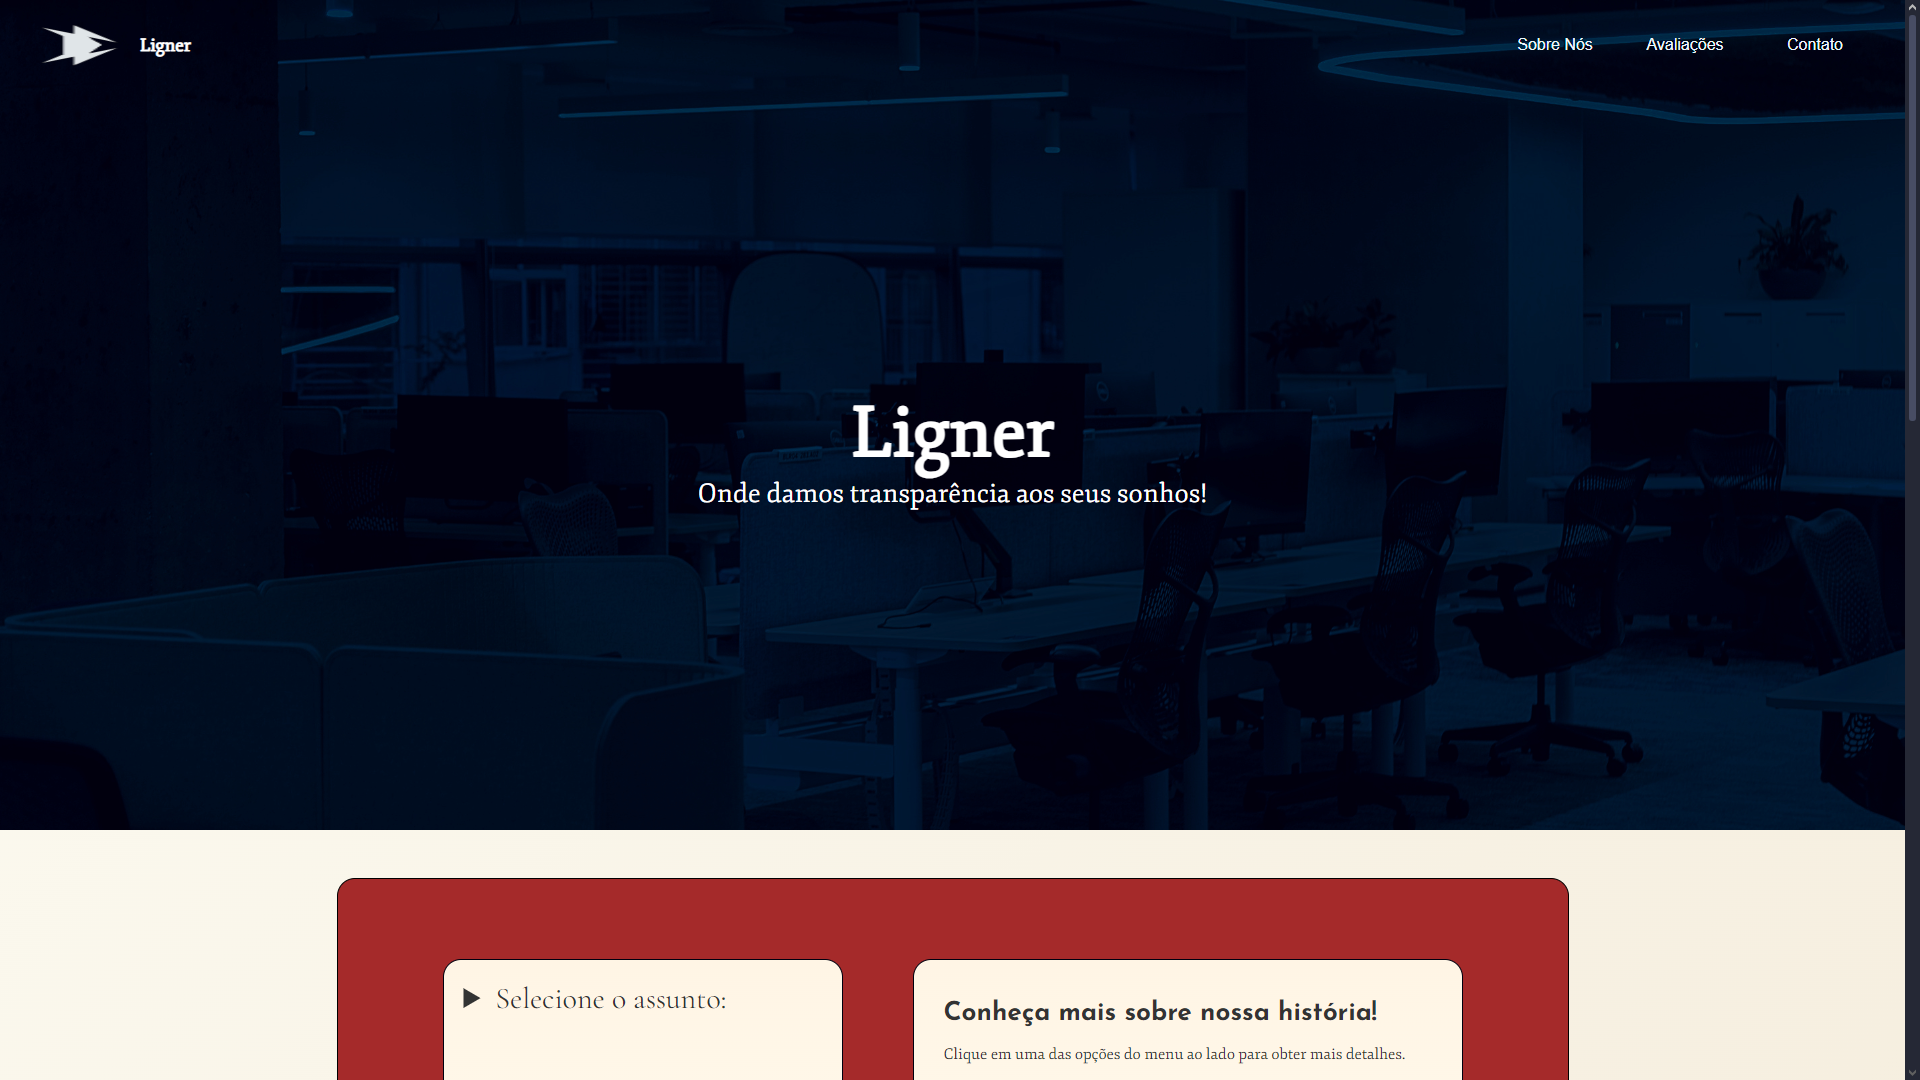 Ligner
Sobre Nós
Avaliações
Contato
Ligner
Onde damos transparência aos seus sonhos!
Selecione o assunto:
Conheça mais sobre nossa história!
Clique em uma das opções do menu ao lado para obter mais detalhes.